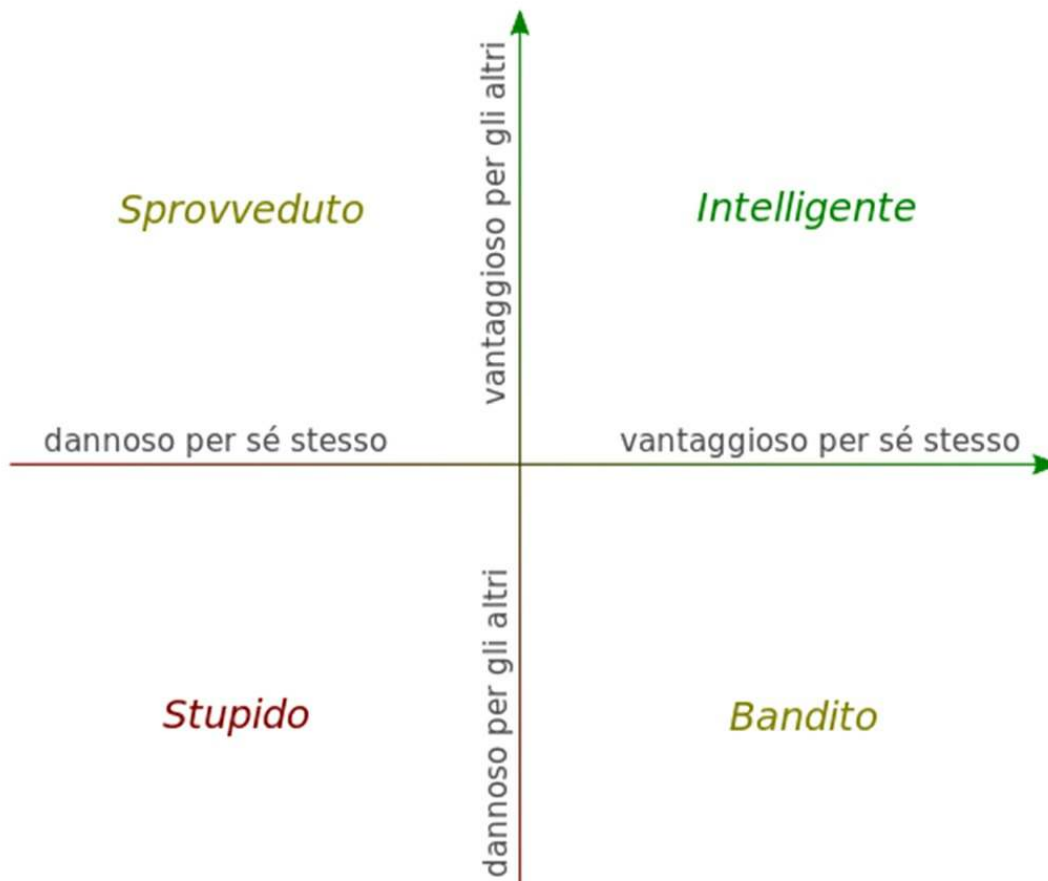 vantaggioso per gli altri
Sprovveduto
Intelligente
dannoso per sé stesso
vantaggioso per sé stesso
dannoso per gli altri
Stupido
Bandito